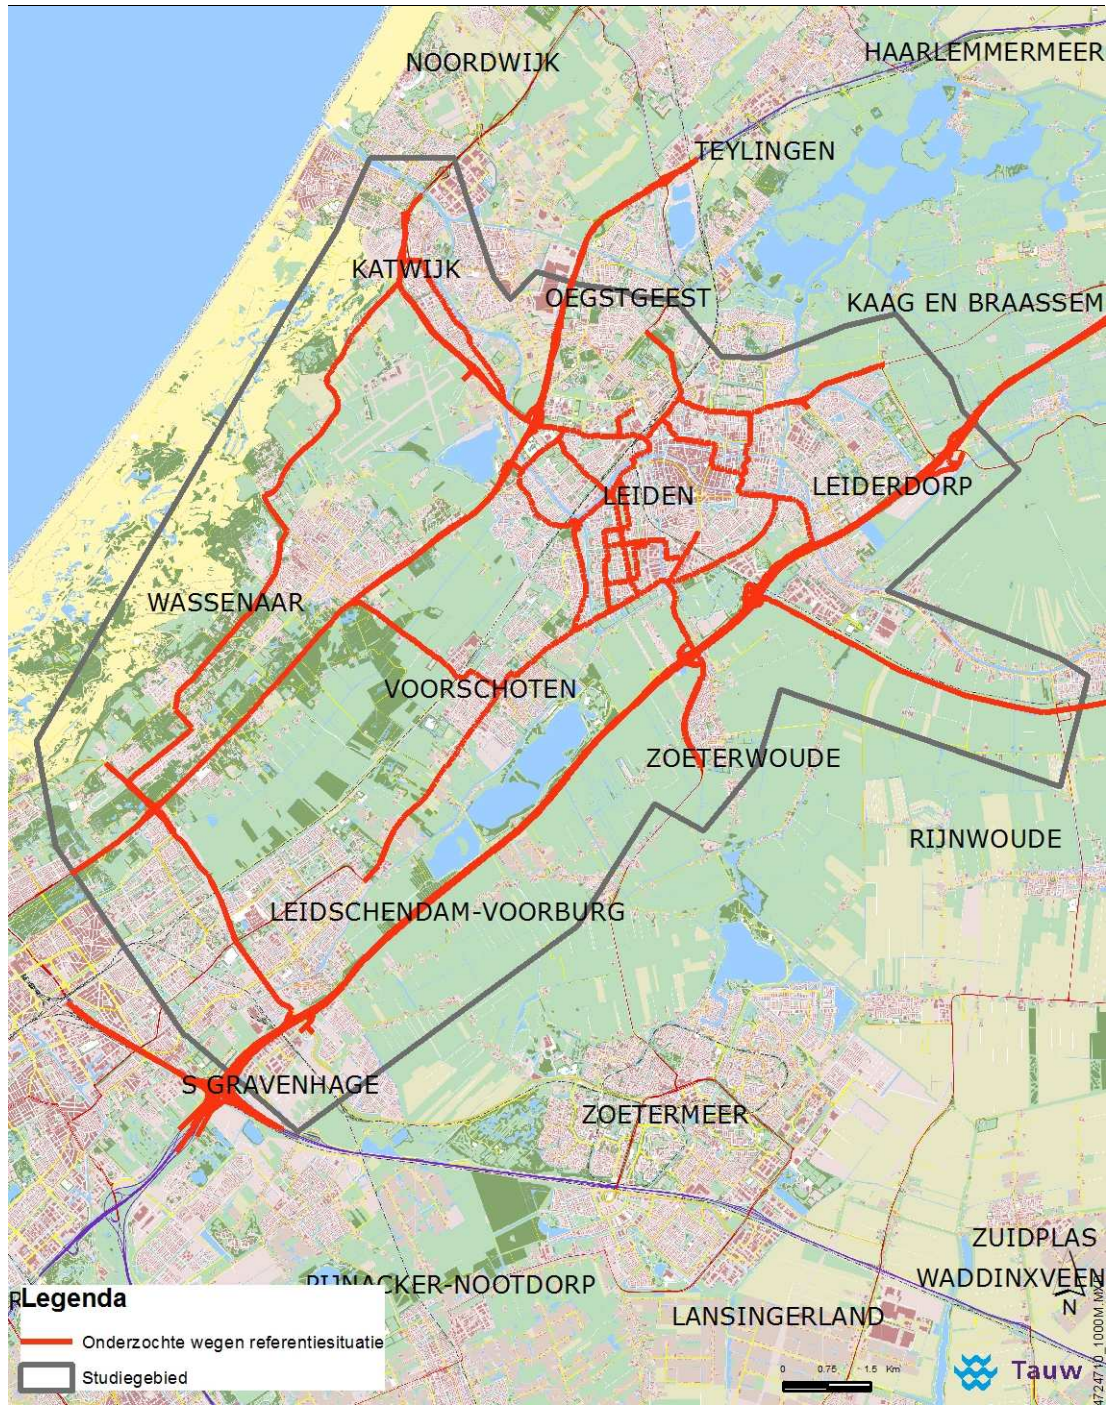 NOORDWIJK
HAARLEMMERMEER
TEYLINGEN
KATWIJK
OEGSTGEEST
KAAG EN BRAASSEM
LEIDEN
LEIDERDORP
WASSENAAR
VOORSCHOTEN
ZOETERWOUDE
RIJNWOUDE
LEIDSCHENDAM-VOORBURG
S GRAVENHAGE
ZOETERMEER
ZUIDPLAS
WADDINXVEEN
PIJNACKER-NOOTDORP
LANSINGERLAND
N
Legenda
Onderzochte wegen referentiesituatie
Studiegebied
0 0.75 1.5 Km
Tauw